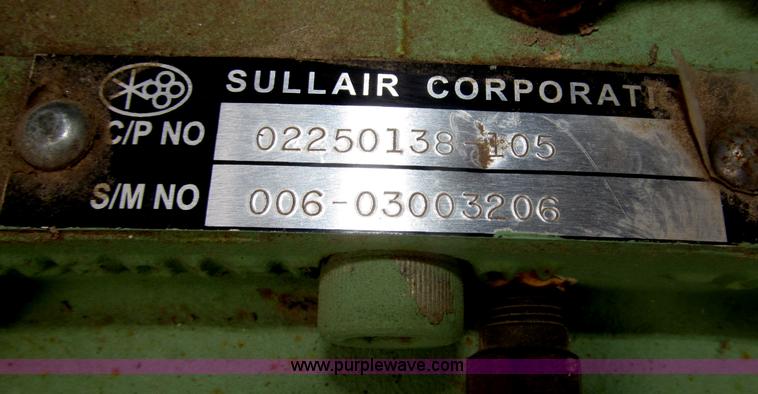 SULLAIR CORPORATI
C/P NO 02250138-105
S/M NO 006-03003206
www.purplewave.com